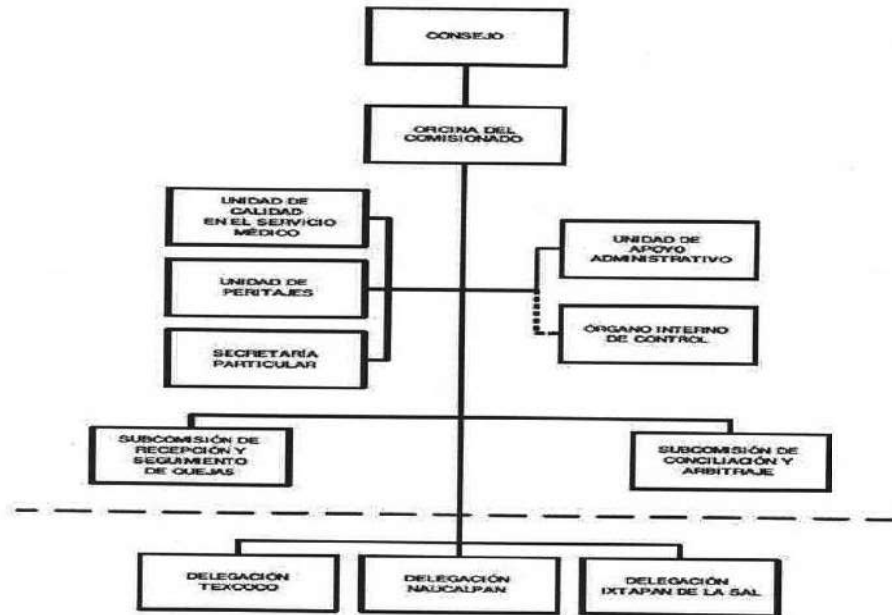 CONSEJO
OFICINA DEL
COMISIONADO
UNIDAD DE
CALIDAD
EN EL SERVICIO
MÉDICO
UNIDAD DE
APOYO
ADMINISTRATIVO
UNIDAD DE
PERITAJES
ÓRGANO INTERNO
DE CONTROL
SECRETARÍA
PARTICULAR
SUBCOMISIÓN DE
RECEPCIÓN Y
SEGUIMIENTO
DE QUEJAS
SUBCOMISIÓN DE
CONCILIACIÓN Y
ARBITRAJE
DELEGACIÓN
TEXCOCO
DELEGACIÓN
NAUCALPAN
DELEGACIÓN
IXTAPAN DE LA SAL